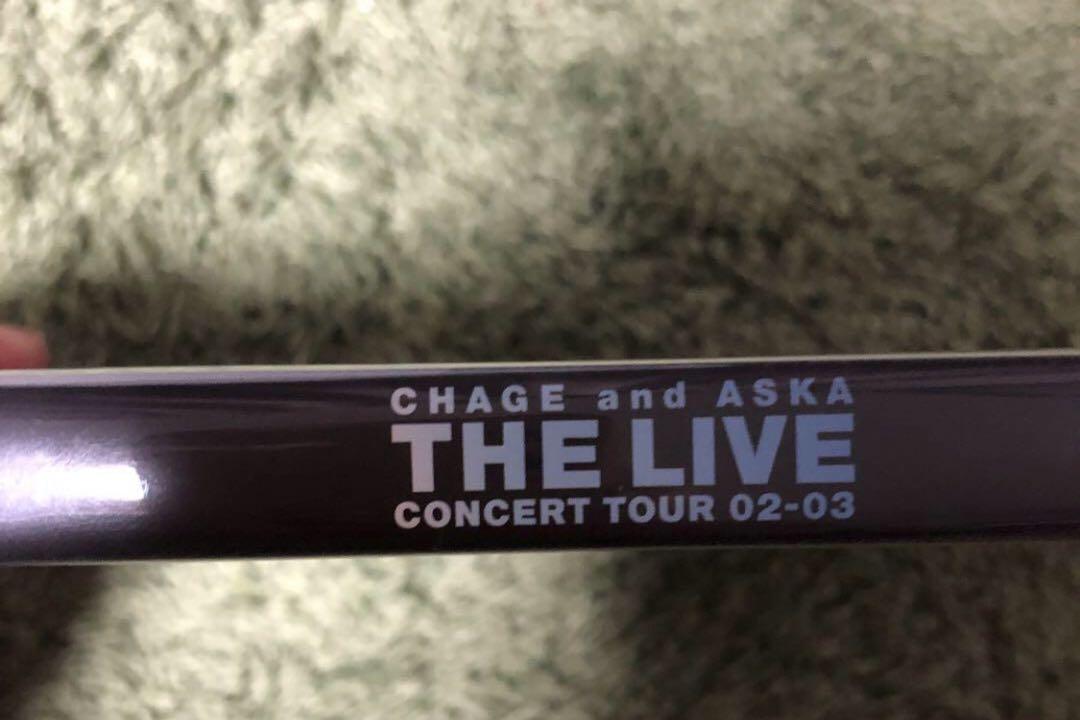 CHAGE and ASKA
THE LIVE
CONCERT TOUR 02-03